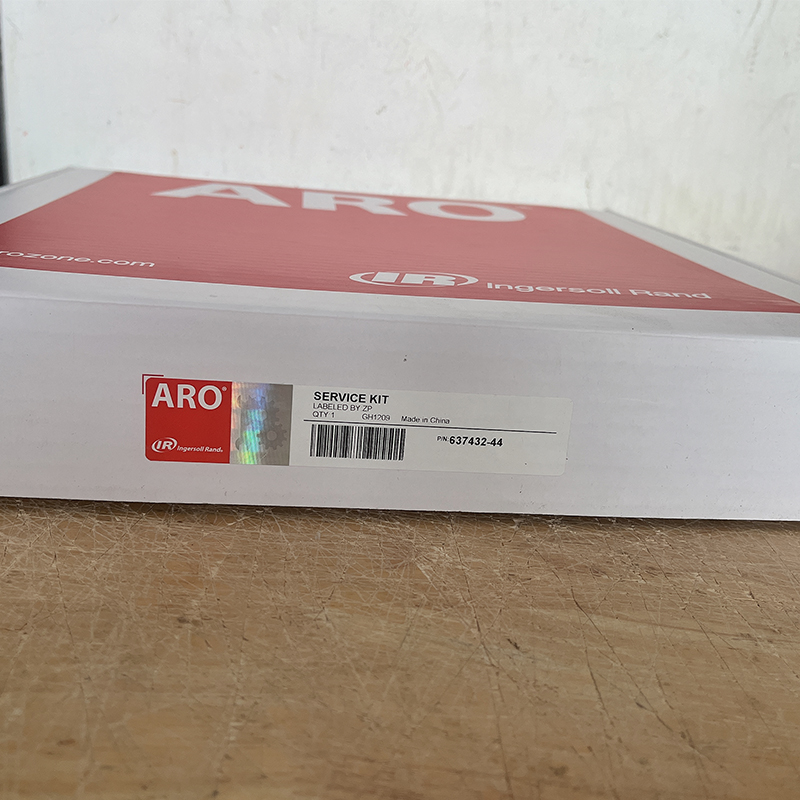 ARO
rozone.com
IR Ingersoll Rand
ARO®
IR Ingersoll Rand.
SERVICE KIT
LABELED BY ZP
QTY 1 GH1209 Made in China
P/N: 637432-44